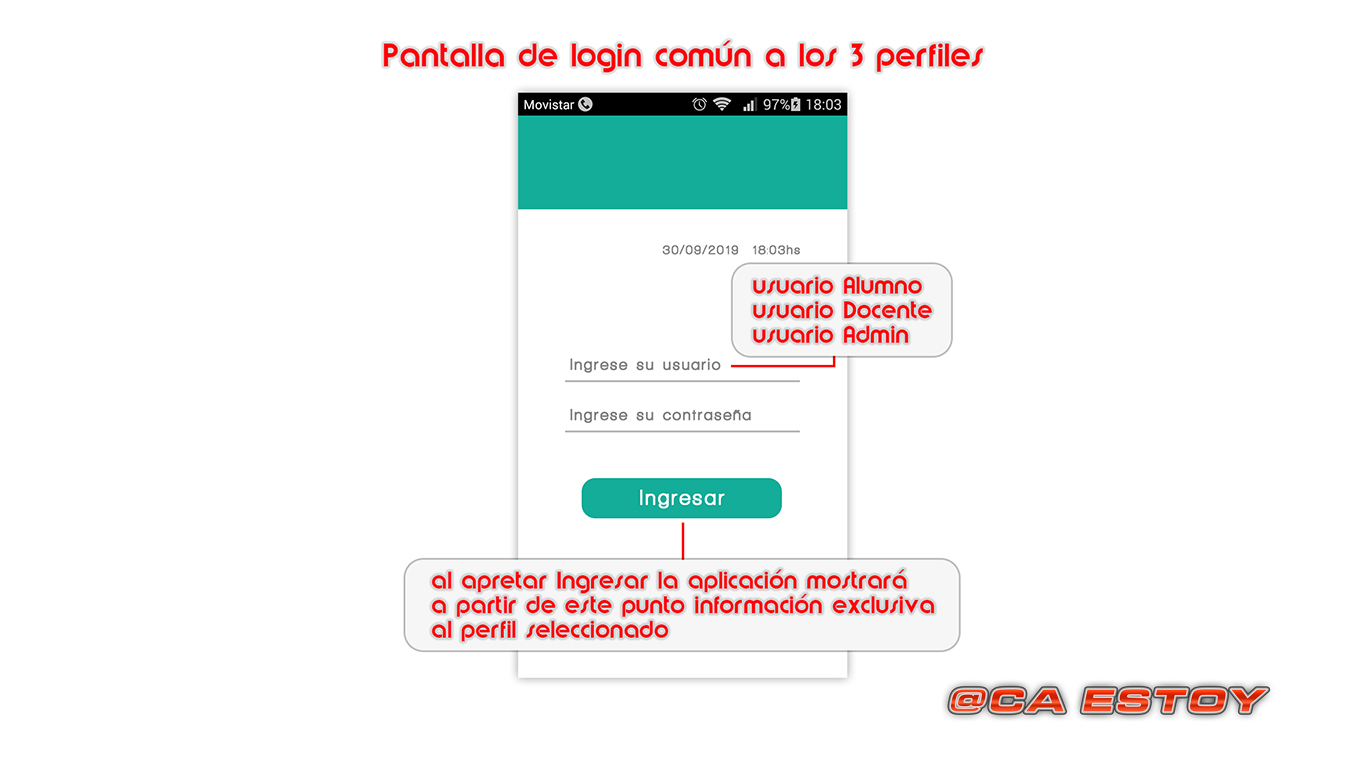 Pantalla de login común a los 3 perfiles
Movistar 97% 18:03
30/09/2019 18:03hs
usuario Alumno
usuario Docente
usuario Admin
Ingrese su usuario
Ingrese su contraseña
Ingresar
al apretar Ingresar la aplicación mostrará
a partir de este punto información exclusiva
al perfil seleccionado
@CA ESTOY